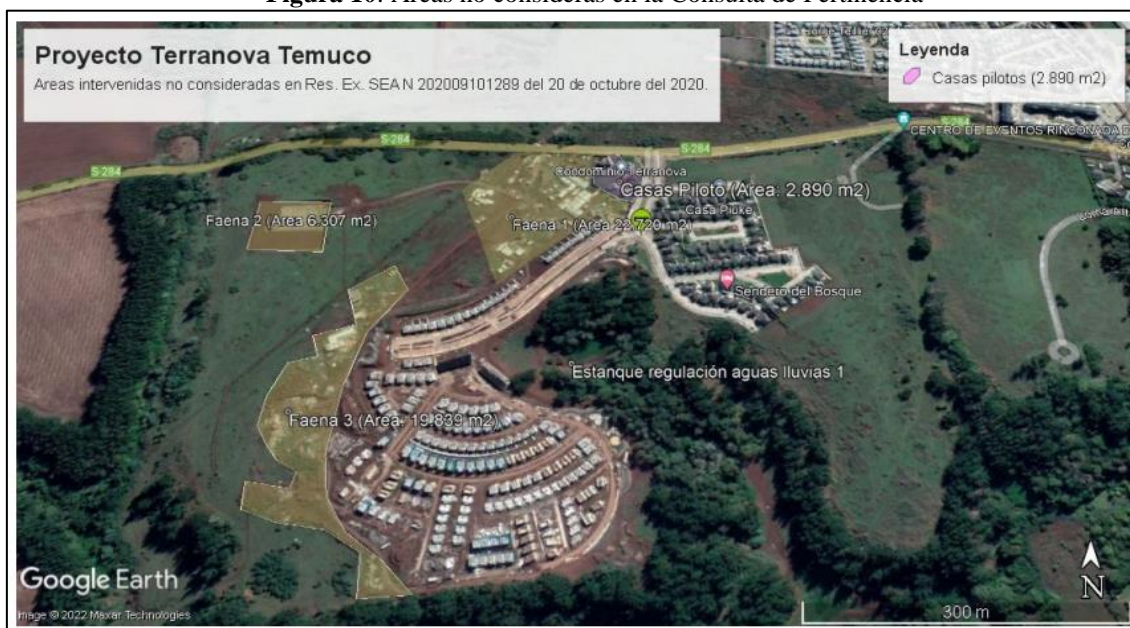 Figura 10. Áreas no consideras en la Consulta de Pertinencia
Proyecto Terranova Temuco
Areas intervenidas no consideradas en Res. Ex. SEA N 202009101289 del 20 de octubre del 2020.
Leyenda
Casas pilotos (2.890 m2)
S-284
CENTRO DE EVENTOS RINCONADA D
S-284
S-284
S-284
Condominio Terranova
Casas Piloto (Area: 2.890 m2)
Casa Piuke
Faena 2 (Area 6.307 m2)
Faena 1 (Area 22.720 m2)
Sendero del Bosque
Estanque regulación aguas lluvias 1
Faena 3 (Area: 19.839 m2)
Google Earth
Image © 2022 Maxar Technologies
N
300 m